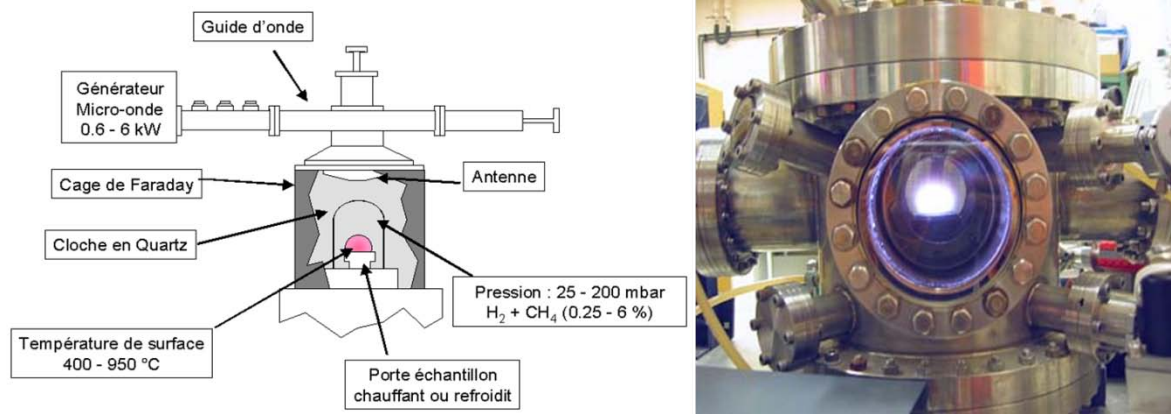 Guide d'onde
Générateur
Micro-onde
0.6 - 6 kW
Cage de Faraday
Antenne
Cloche en Quartz
Pression : 25 - 200 mbar
H₂ + CH₄ (0.25 - 6 %)
Température de surface
400 - 950 °C
Porte échantillon
chauffant ou refroidit